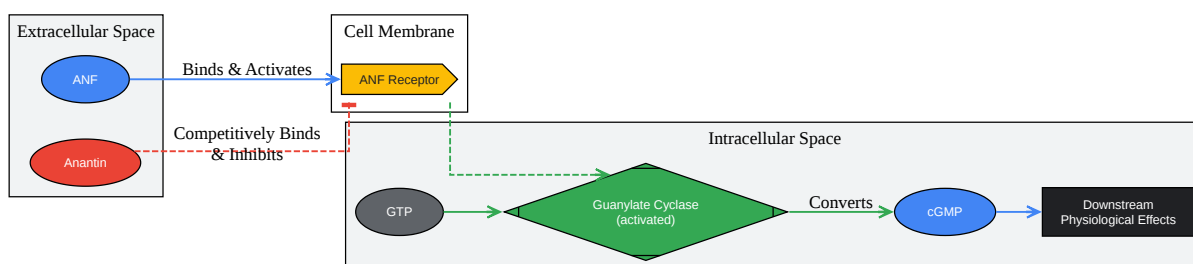 Extracellular Space
ANF
Anantin
Binds & Activates
Competitively Binds
& Inhibits
Cell Membrane
ANF Receptor
Intracellular Space
GTP
Guanylate Cyclase
(activated)
Converts
cGMP
Downstream
Physiological Effects